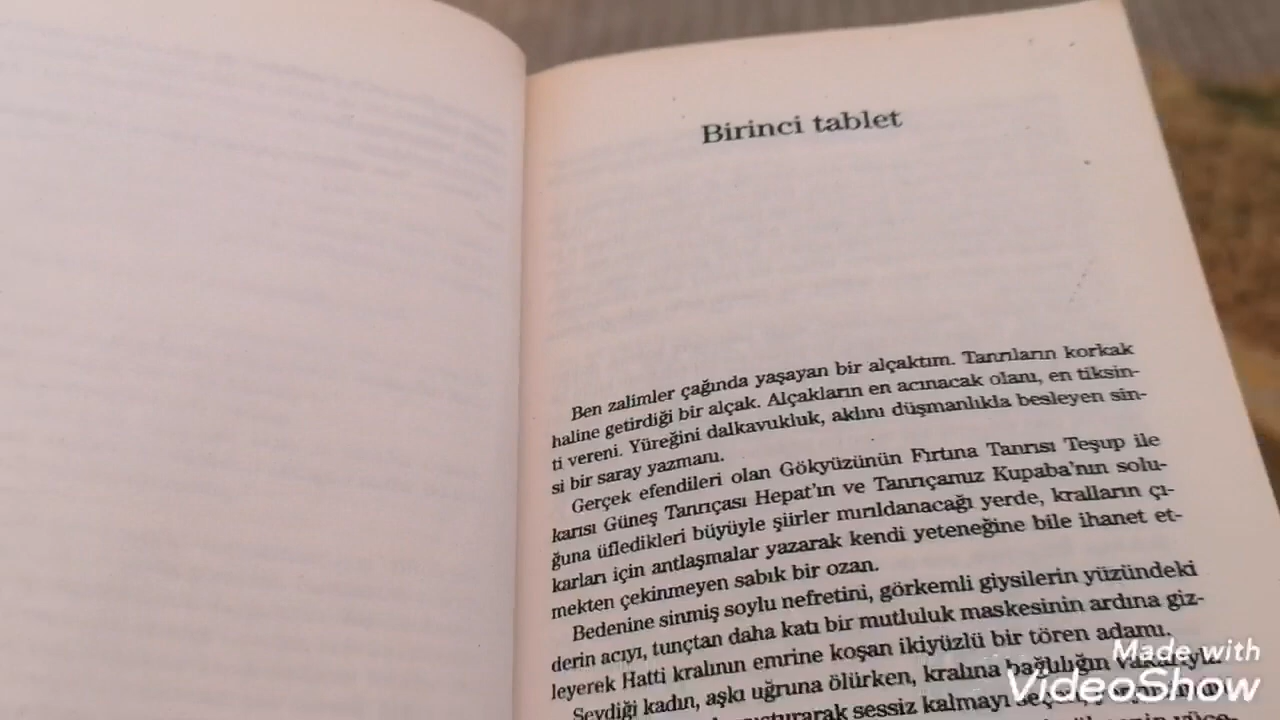 Birinci tablet
Ben zalimler çağında yaşayan bir alçaktım. Tanrıların korkak
haline getirdiği bir alçak. Alçakların en acınacak olanı, en tiksin-
ti vereni. Yüreğini dalkavukluk, aklını düşmanlıkla besleyen sin-
si bir saray yazmanı.
Gerçek efendileri olan Gökyüzünün Fırtına Tanrısı Teşup ile
karısı Güneş Tanrıçası Hepat'ın ve Tanrıçamız Kupaba'nın solu-
ğuna üfledikleri büyüyle şiirler mırıldanacağı yerde, kralların çı-
karları için antlaşmalar yazarak kendi yeteneğine bile ihanet et-
mekten çekinmeyen sabık bir ozan.
Bedenine sinmiş soylu nefretini, görkemli giysilerin yüzündeki
derin acıyı, tunçtan daha katı bir mutluluk maskesinin ardına giz-
leyerek Hatti kralının emrine koşan ikiyüzlü bir tören adamı.
Sevdiği kadın, aşkı uğruna ölürken, kralına bağlılığın
sessiz kalmayı
Made with
VideoShow